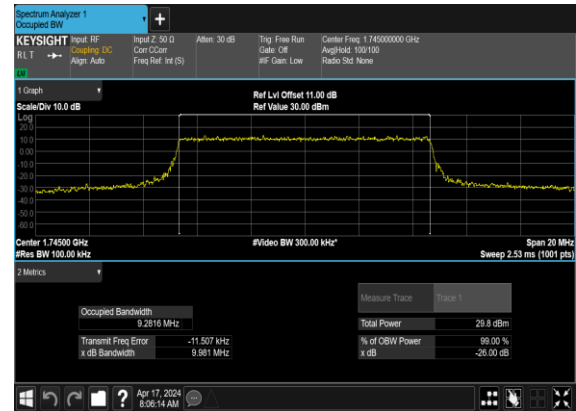 Spectrum Analyzer 1
Occupied BW
+
KEYSIGHT Input: RF Input Z: 50 Ω Atten: 30 dB Trig: Free Run Center Freq: 1.745000000 GHz
RLT Coupling: DC Corr CCorr Gate: Off Avg|Hold: 100/100
Align: Auto Freq Ref: Int (S) #IF Gain: Low Radio Std: None
1 Graph
Ref Lvl Offset 11.00 dB
Scale/Div 10.0 dB Ref Value 30.00 dBm
Log
20.0
10.0
0.00
-10.0
-20.0
-30.0
-40.0
-50.0
-60.0
Center 1.74500 GHz #Video BW 300.00 kHz* Span 20 MHz
#Res BW 100.00 kHz Sweep 2.53 ms (1001 pts)
2 Metrics
Measure Trace Trace 1
Occupied Bandwidth
9.2816 MHz Total Power 29.8 dBm
Transmit Freq Error -11.507 kHz % of OBW Power 99.00 %
x dB Bandwidth 9.981 MHz x dB -26.00 dB
? Apr 17, 2024
8:06:14 AM